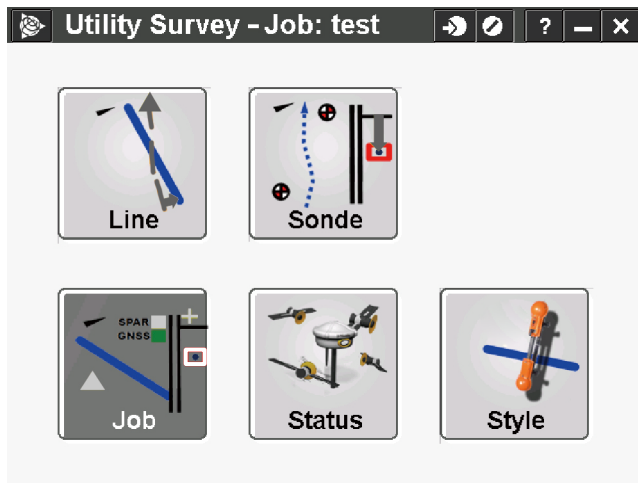 Utility Survey - Job: test
?
Line
Sonde
SPAR
GNSS
Job
Status
Style